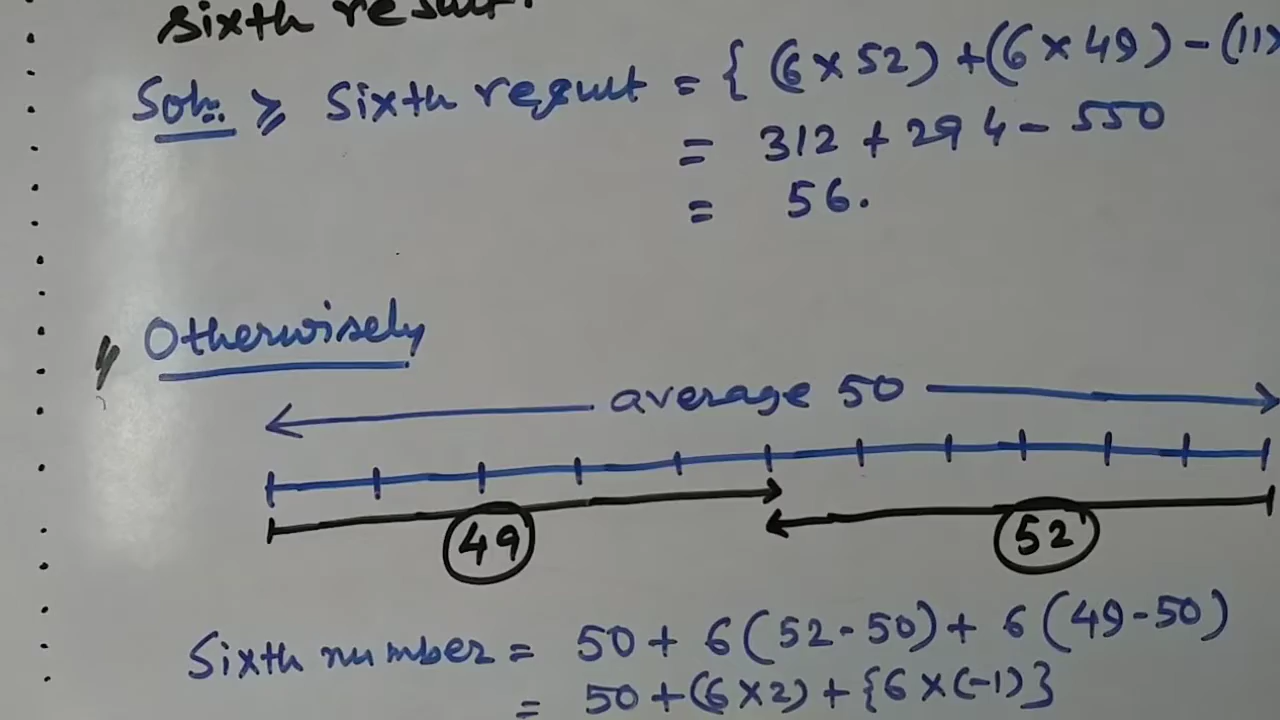 sixth result.
Soln. ⇒ Sixth result = { (6 × 52) + (6 × 49) - (11×
= 312 + 294 - 550
= 56.
Otherwisely
average 50
49
52
Sixth number = 50 + 6 (52 - 50) + 6 (49 - 50)
= 50 + (6 × 2) + {6 × (-1)}